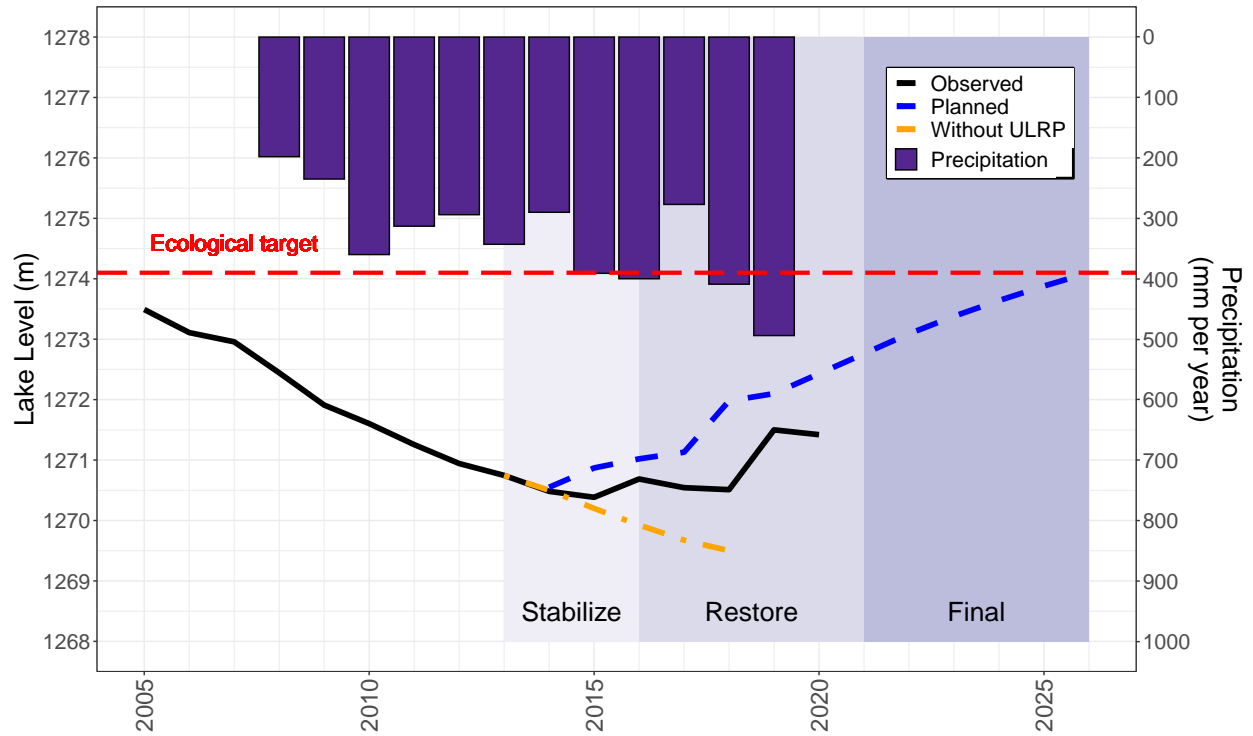 1278
1277
1276
1275
1274
1273
1272
1271
1270
1269
1268
Lake Level (m)
Ecological target
Observed
Planned
Without ULRP
Precipitation
Stabilize
Restore
Final
0
100
200
300
400
500
600
700
800
900
1000
Precipitation
(mm per year)
2005
2010
2015
2020
2025